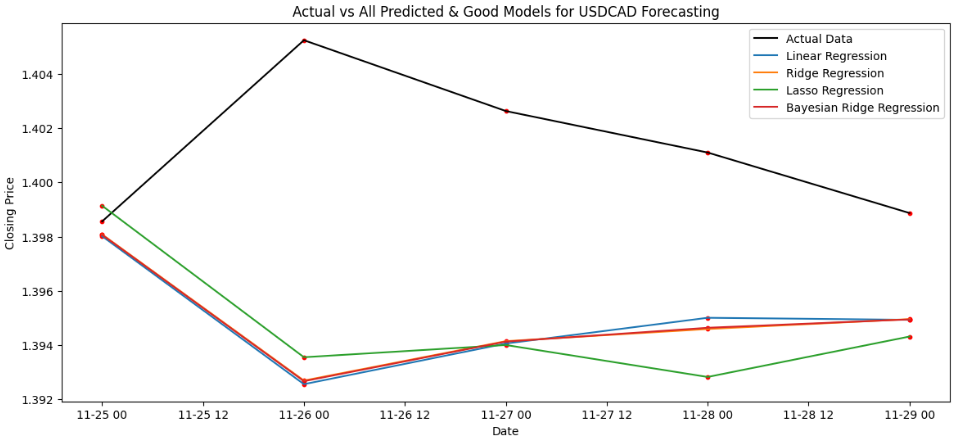 Actual vs All Predicted & Good Models for USDCAD Forecasting
Actual Data
Linear Regression
Ridge Regression
Lasso Regression
Bayesian Ridge Regression
Closing Price
1.404
1.402
1.400
1.398
1.396
1.394
1.392
11-25 00
11-25 12
11-26 00
11-26 12
11-27 00
11-27 12
11-28 00
11-28 12
11-29 00
Date